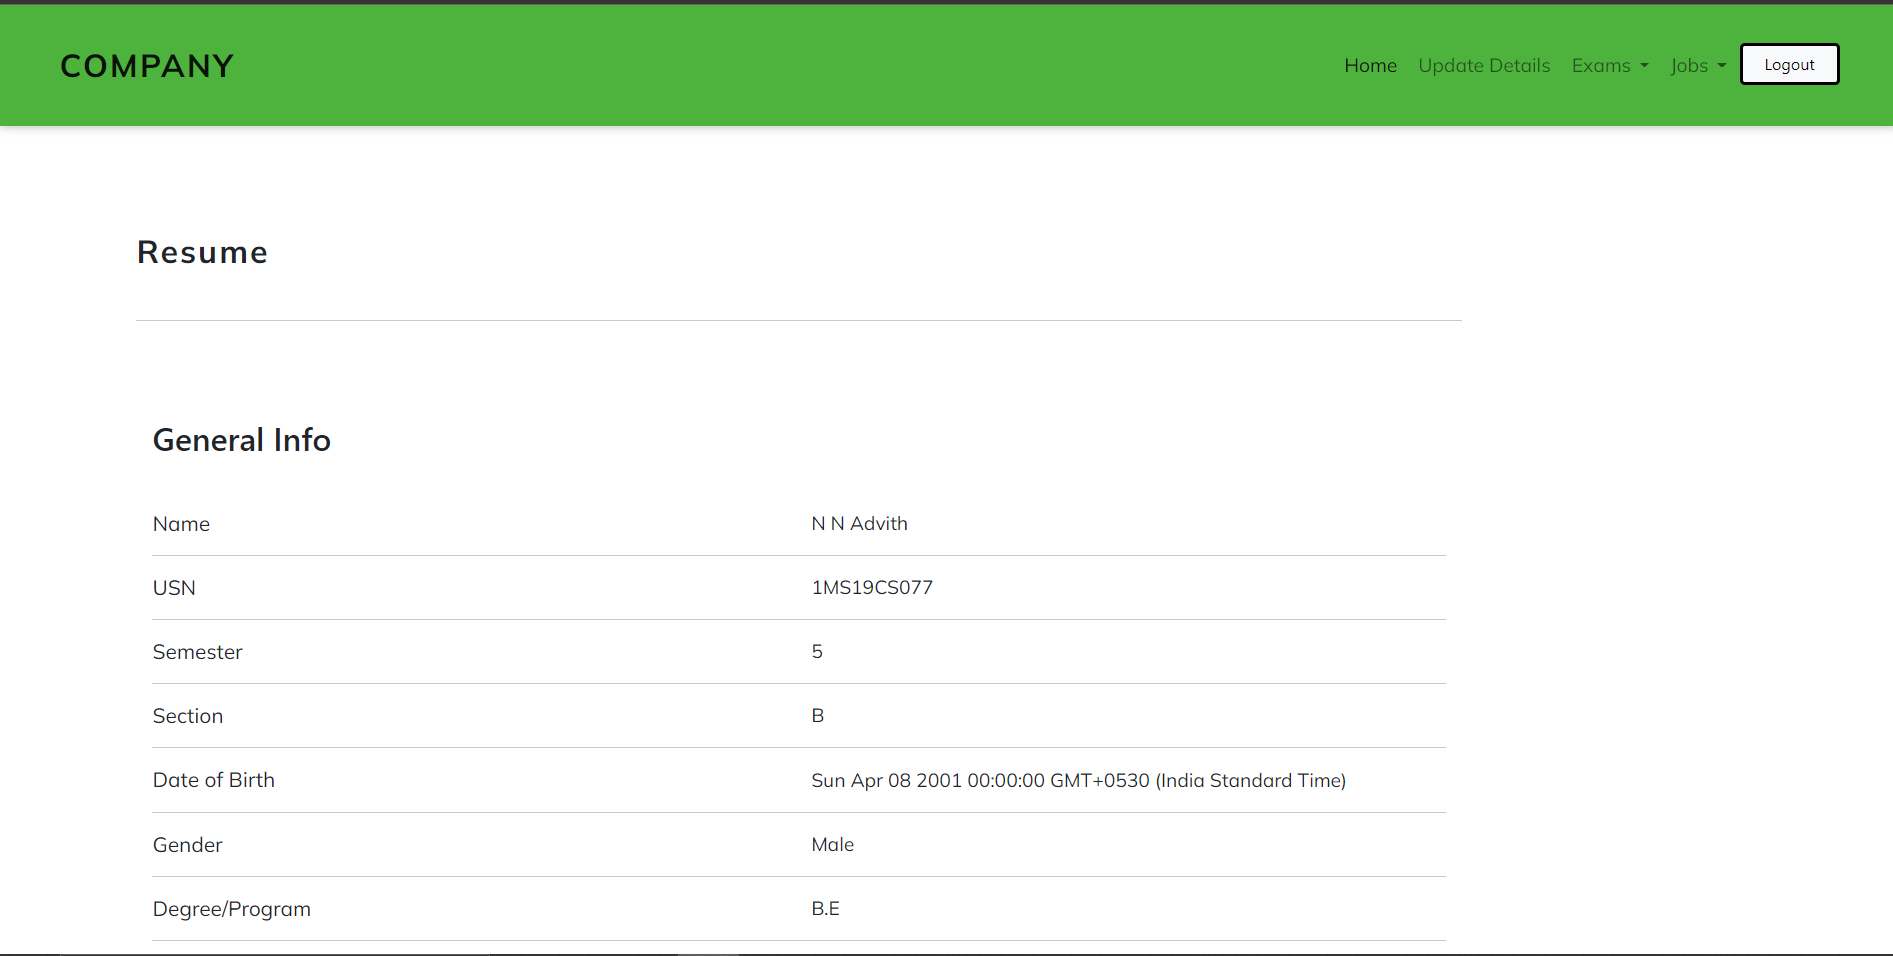 COMPANY Home Update Details Exams Jobs Logout
Resume
General Info
Name N N Advith
USN 1MS19CS077
Semester 5
Section B
Date of Birth Sun Apr 08 2001 00:00:00 GMT+0530 (India Standard Time)
Gender Male
Degree/Program B.E